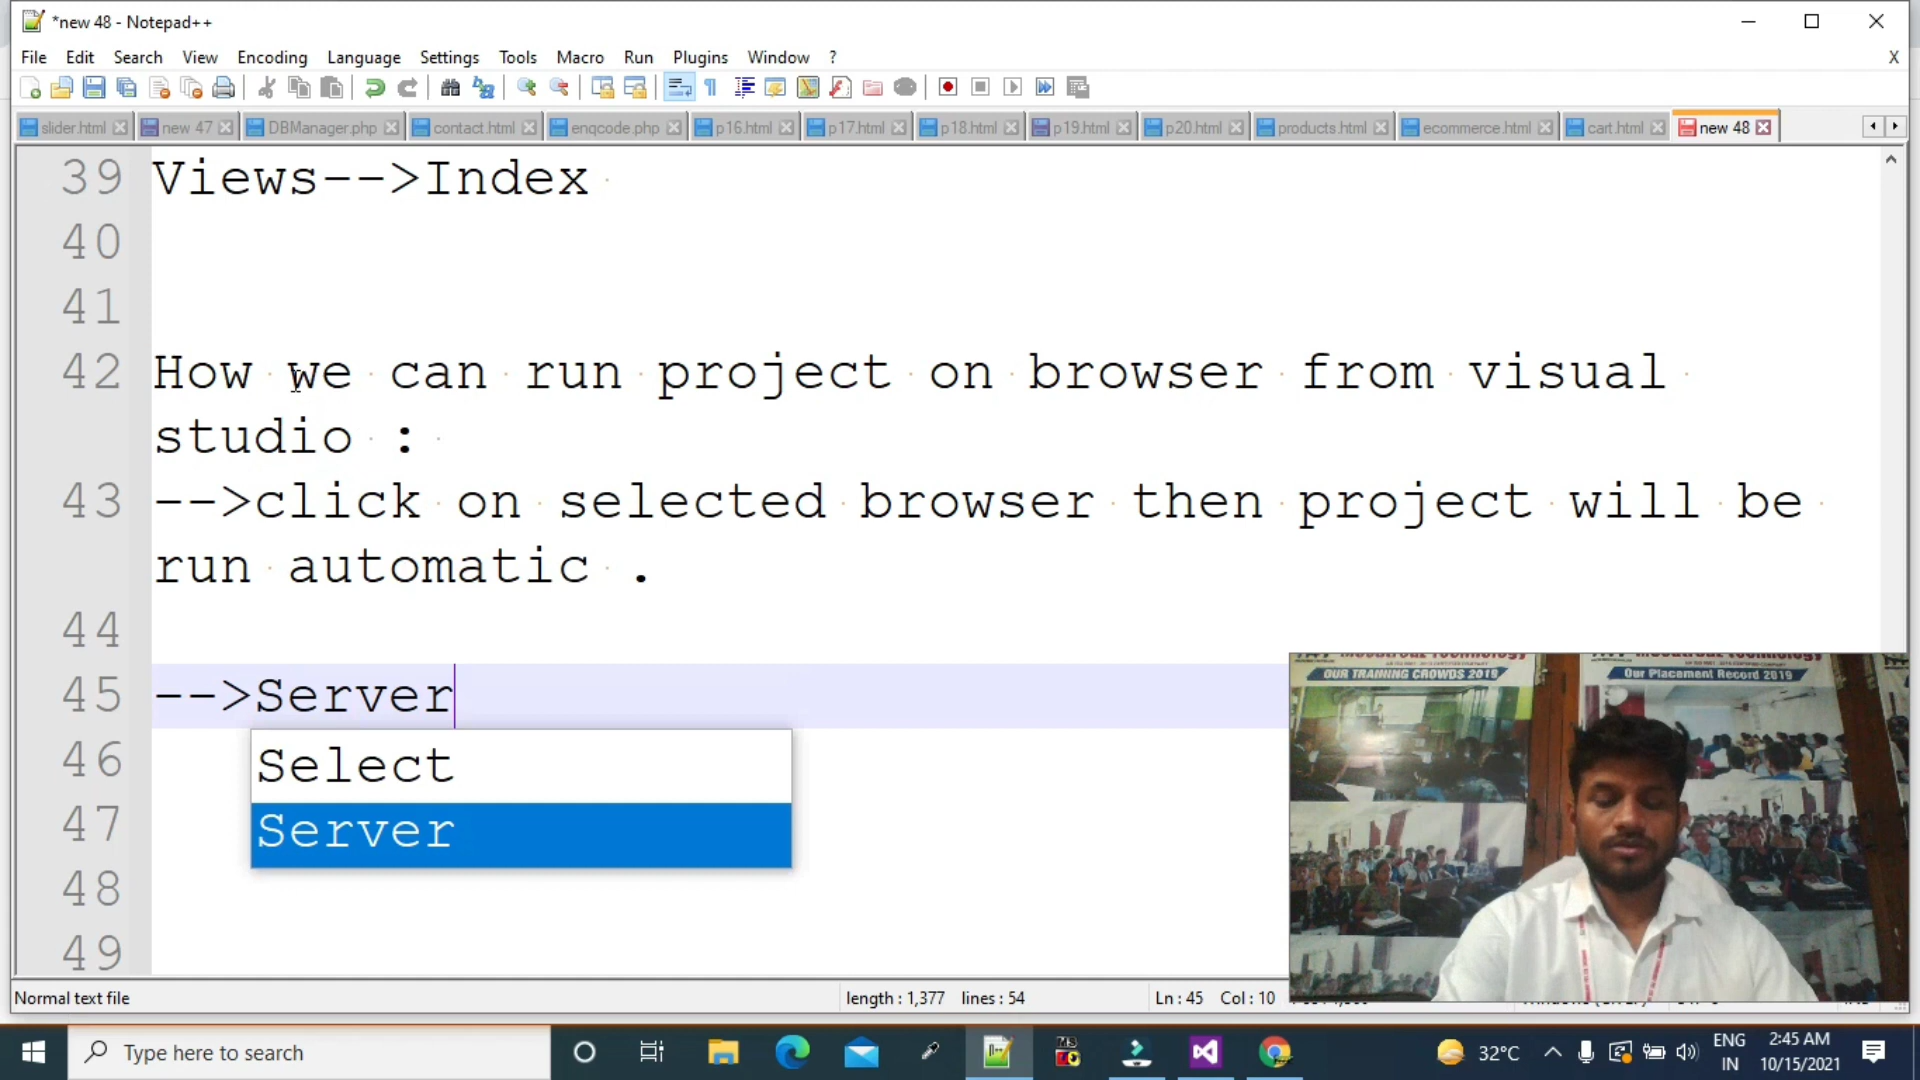 *new 48 - Notepad++
File Edit Search View Encoding Language Settings Tools Macro Run Plugins Window ?
X
slider.html new 47 DBManager.php contact.html enqcode.php p16.html p17.html p18.html p19.html p20.html products.html ecommerce.html cart.html new 48
39 Views-->Index
40
41
42 How we can run project on browser from visual
studio :
43 -->click on selected browser then project will be
run automatic .
44
45 -->Server
46 Select
47 Server
48
49
OUR TRAINING CROWDS 2019
Our Placement Record 2019
Normal text file length : 1,377 lines : 54 Ln : 45 Col : 10
Type here to search
32°C
ENG
IN
2:45 AM
10/15/2021